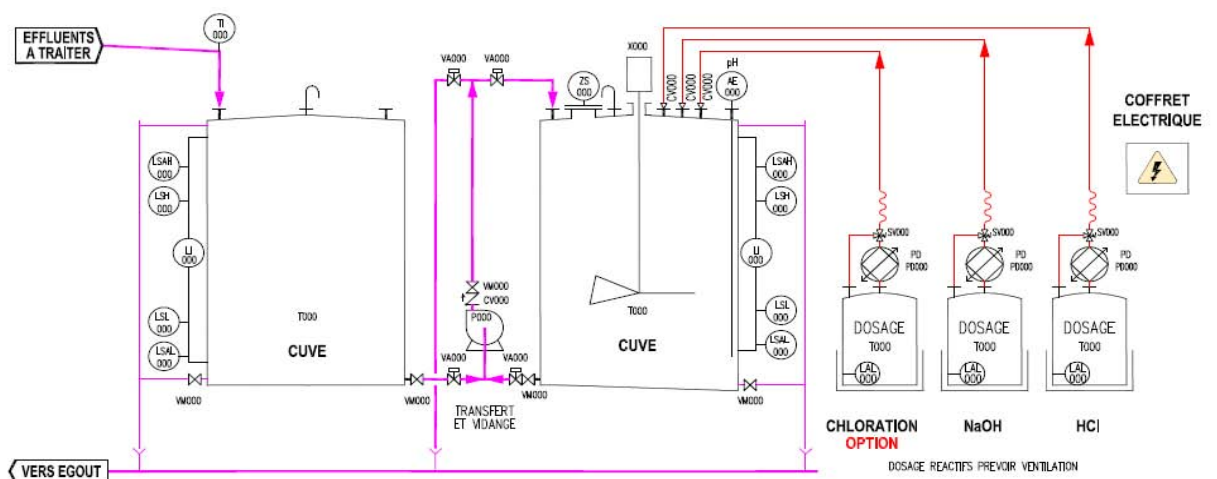 EFFLUENTS
A TRAITER
TI
000
VA000
VA000
ZS
000
X000
CV000
CV000
CV000
pH
AE
000
COFFRET
ELECTRIQUE
LSAH
000
LSH
000
LI
000
LSL
000
LSAL
000
T000
CUVE
VM000
CV000
P000
VA000
VA000
VM000
VM000
VM000
TRANSFERT
ET VIDANGE
T000
CUVE
LSAH
000
LSH
000
LI
000
LSL
000
LSAL
000
VM000
SV000
PD
PD000
DOSAGE
T000
LAL
000
CHLORATION
OPTION
SV000
PD
PD000
DOSAGE
T000
LAL
000
NaOH
SV000
PD
PD000
DOSAGE
T000
LAL
000
HCl
DOSAGE REACTIFS PREVOIR VENTILATION
VERS EGOUT